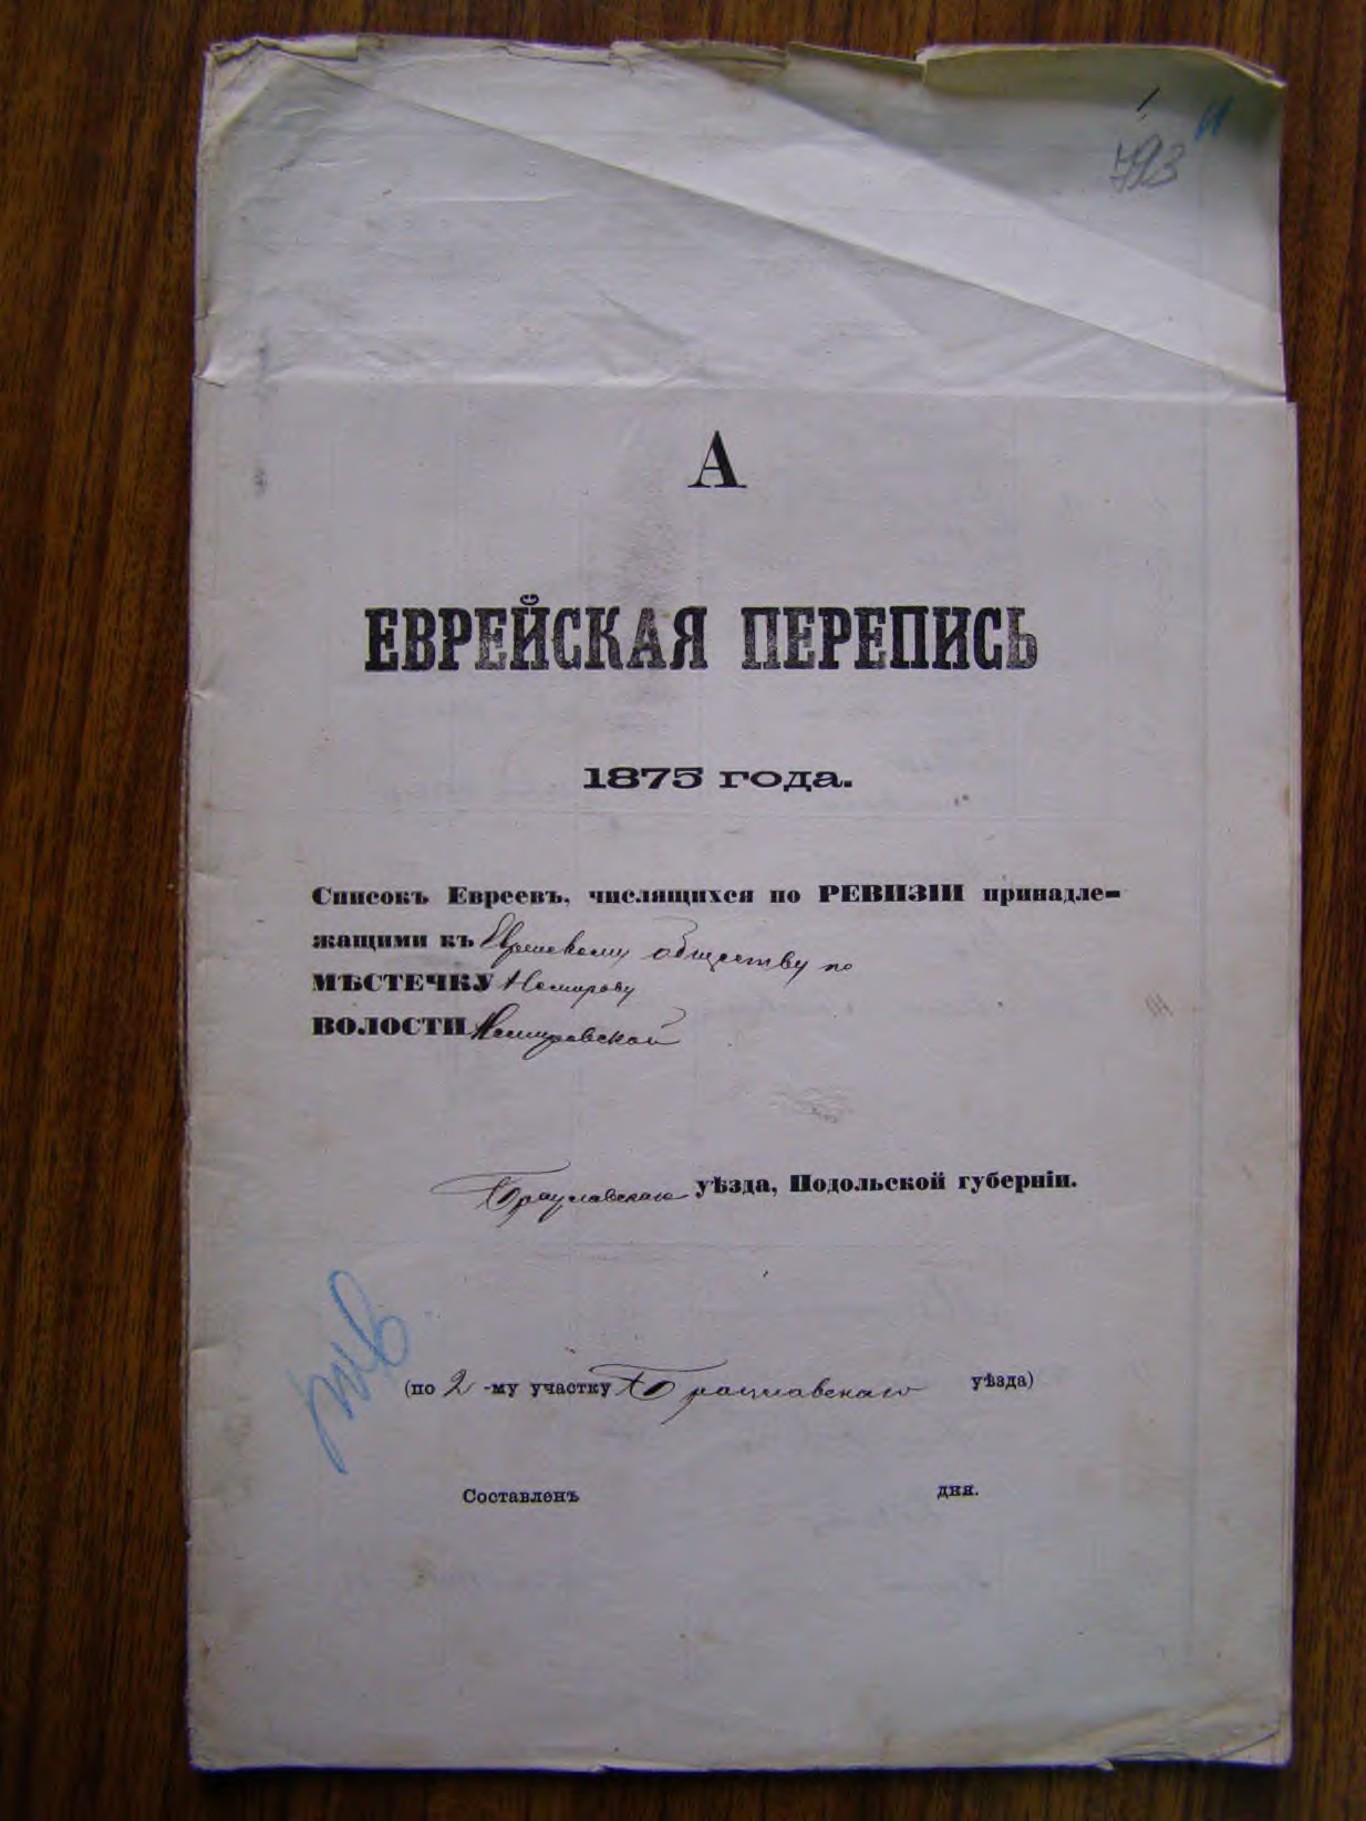 793
А
ЕВРЕЙСКАЯ ПЕРЕПИСЬ
1875 года.
Списокъ Евреевъ, числящихся по РЕВИЗІИ принадле-
жащими къ Еврейскому обществу по
МѢСТЕЧКУ Немирову
ВОЛОСТИ Немировской
Брацлавскаго уѣзда, Подольской губерніи.
(по 2-му участку Брацлавскаго уѣзда)
Составленъ дня.